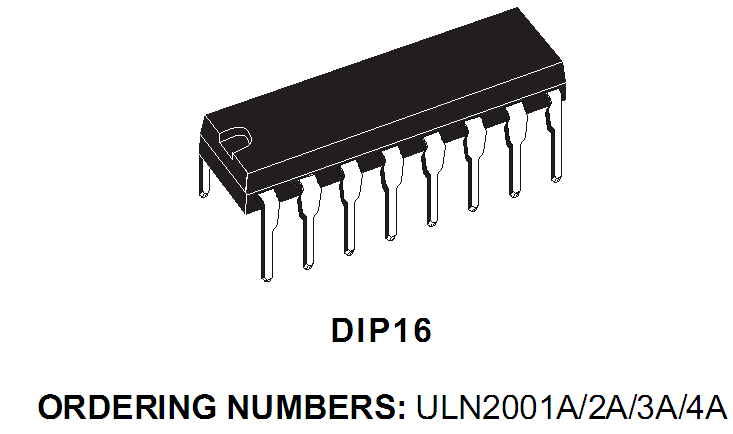 DIP16
ORDERING NUMBERS: ULN2001A/2A/3A/4A